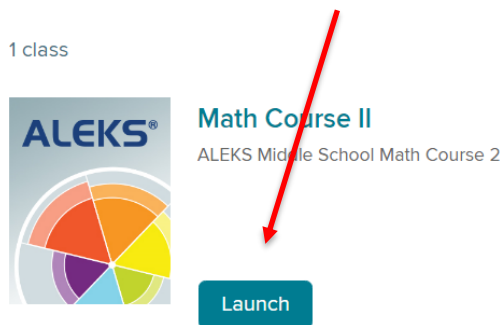 1 class
ALEKS®
Math Course II
ALEKS Middle School Math Course 2
Launch